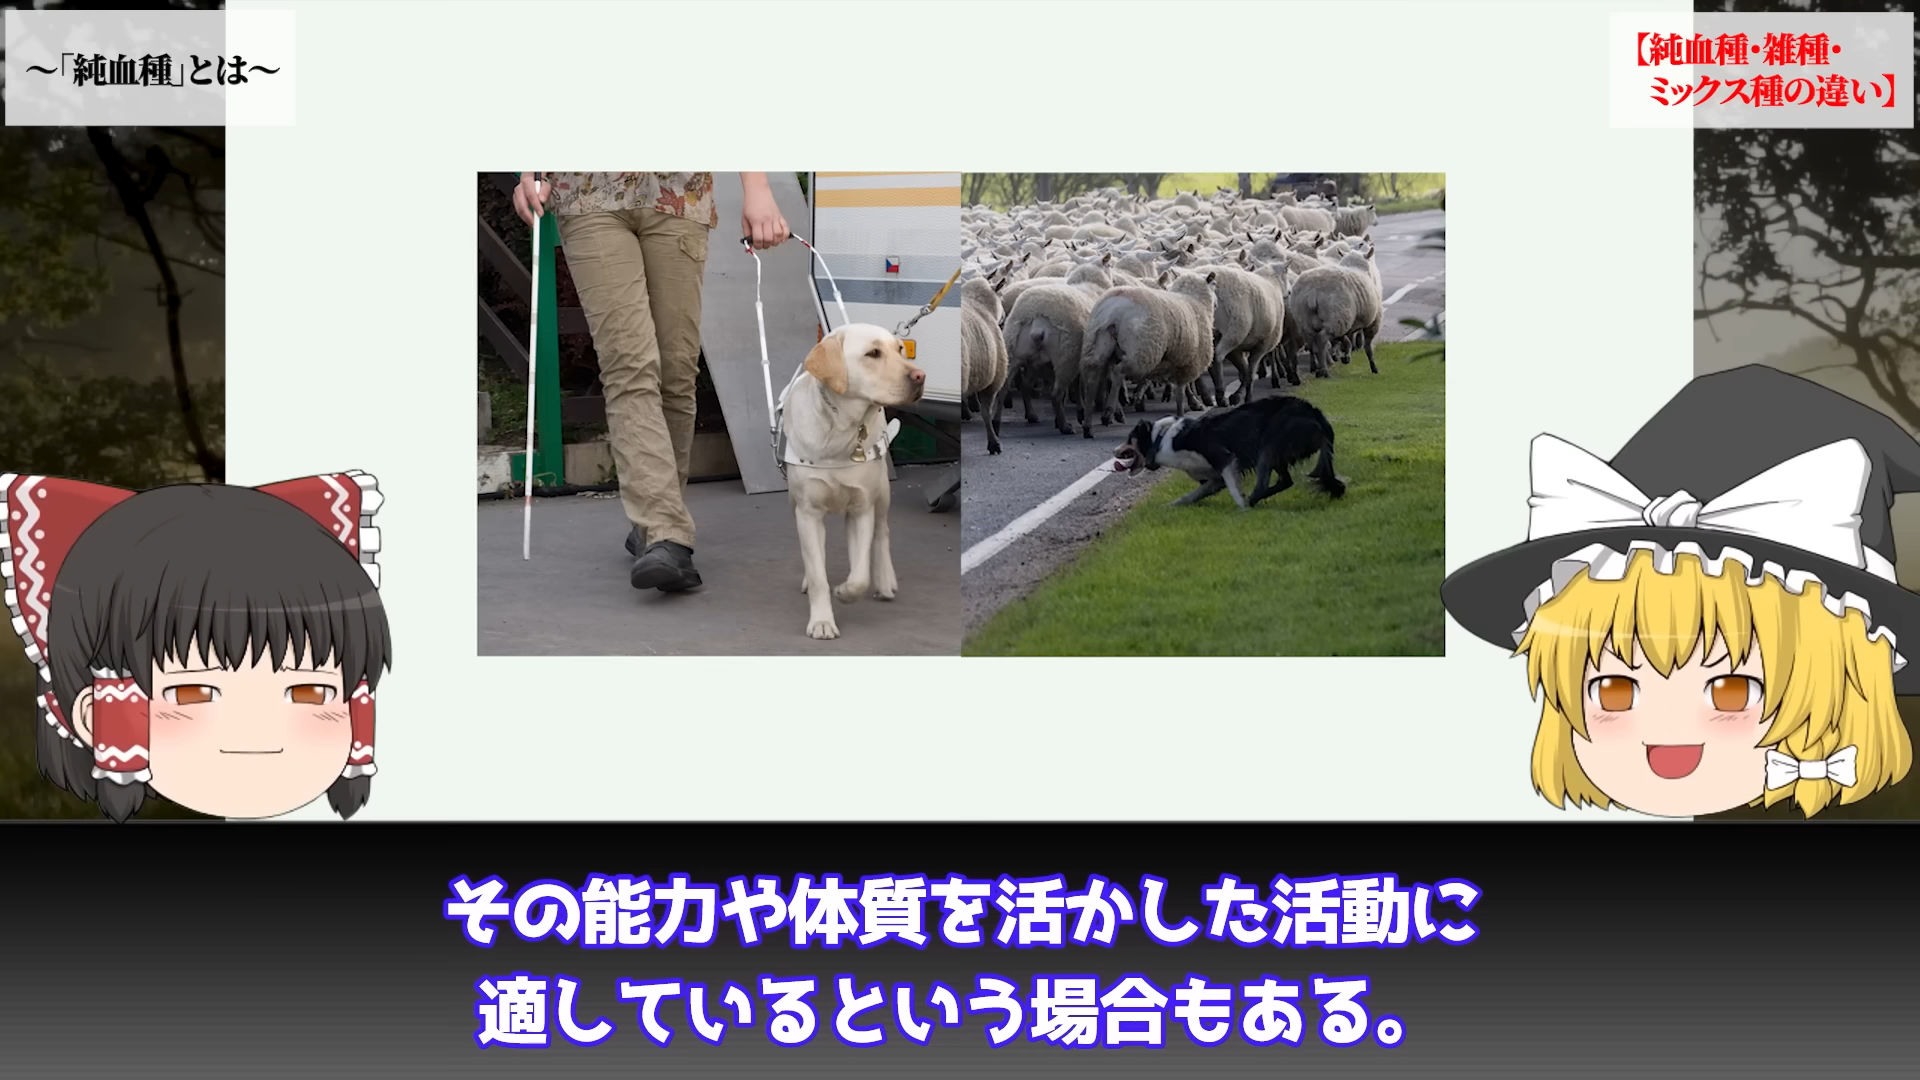 ～「純血種」とは～
【純血種・雑種・
ミックス種の違い】
その能力や体質を活かした活動に
適しているという場合もある。